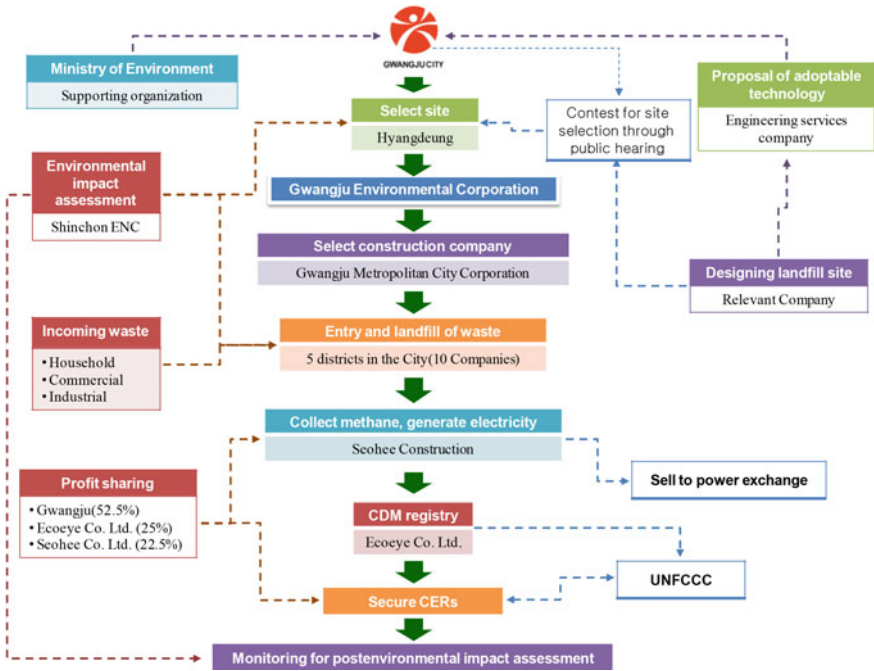 GWANGJU CITY
Ministry of Environment
Supporting organization
Proposal of adoptable
technology
Engineering services
company
Select site
Hyangdeung
Contest for site
selection through
public hearing
Environmental
impact
assessment
Shinchon ENC
Gwangju Environmental Corporation
Select construction company
Gwangju Metropolitan City Corporation
Designing landfill site
Relevant Company
Incoming waste
• Household
• Commercial
• Industrial
Entry and landfill of waste
5 districts in the City(10 Companies)
Collect methane, generate electricity
Seohee Construction
Sell to power exchange
Profit sharing
• Gwangju(52.5%)
• Ecoeye Co. Ltd. (25%)
• Seohee Co. Ltd. (22.5%)
CDM registry
Ecoeye Co. Ltd.
UNFCCC
Secure CERs
Monitoring for postenvironmental impact assessment